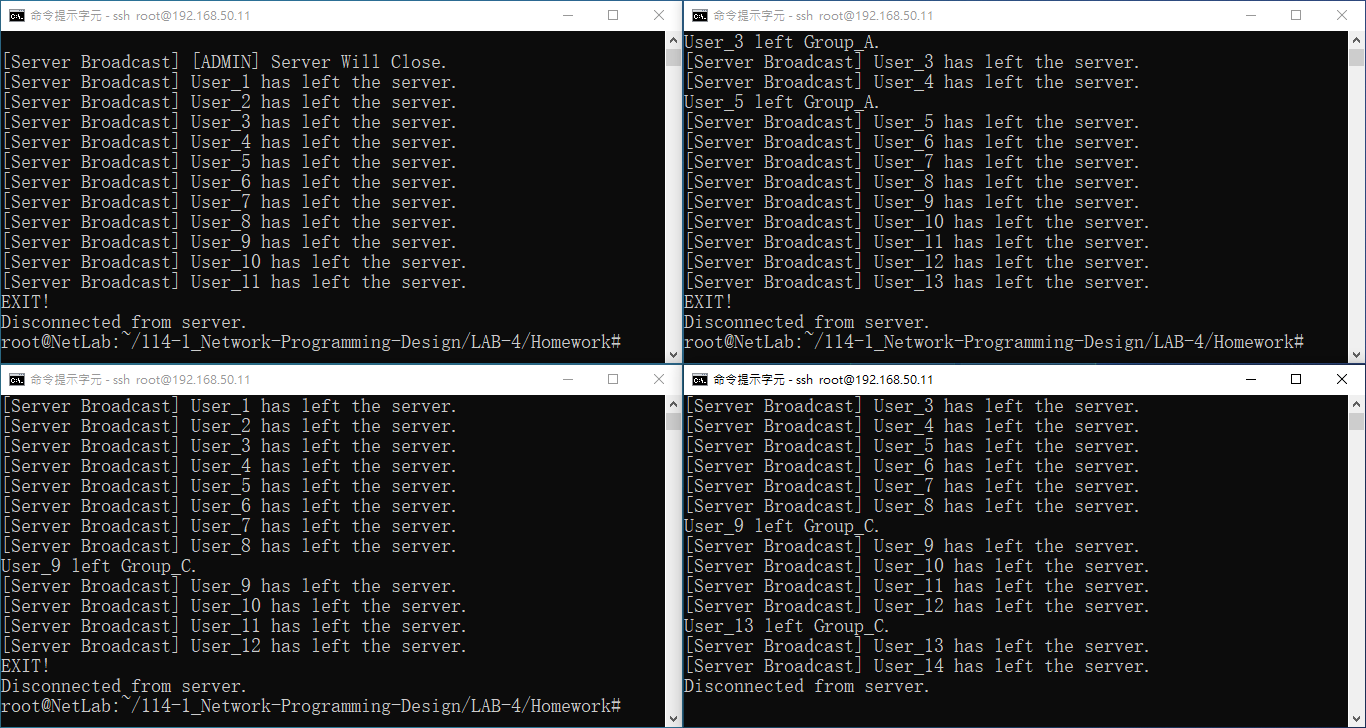 命令提示字元 - ssh root@192.168.50.11
[Server Broadcast] [ADMIN] Server Will Close.
[Server Broadcast] User_1 has left the server.
[Server Broadcast] User_2 has left the server.
[Server Broadcast] User_3 has left the server.
[Server Broadcast] User_4 has left the server.
[Server Broadcast] User_5 has left the server.
[Server Broadcast] User_6 has left the server.
[Server Broadcast] User_7 has left the server.
[Server Broadcast] User_8 has left the server.
[Server Broadcast] User_9 has left the server.
[Server Broadcast] User_10 has left the server.
[Server Broadcast] User_11 has left the server.
EXIT!
Disconnected from server.
root@NetLab:~/114-1_Network-Programming-Design/LAB-4/Homework#
命令提示字元 - ssh root@192.168.50.11
User_3 left Group_A.
[Server Broadcast] User_3 has left the server.
[Server Broadcast] User_4 has left the server.
User_5 left Group_A.
[Server Broadcast] User_5 has left the server.
[Server Broadcast] User_6 has left the server.
[Server Broadcast] User_7 has left the server.
[Server Broadcast] User_8 has left the server.
[Server Broadcast] User_9 has left the server.
[Server Broadcast] User_10 has left the server.
[Server Broadcast] User_11 has left the server.
[Server Broadcast] User_12 has left the server.
[Server Broadcast] User_13 has left the server.
EXIT!
Disconnected from server.
root@NetLab:~/114-1_Network-Programming-Design/LAB-4/Homework#
命令提示字元 - ssh root@192.168.50.11
[Server Broadcast] User_1 has left the server.
[Server Broadcast] User_2 has left the server.
[Server Broadcast] User_3 has left the server.
[Server Broadcast] User_4 has left the server.
[Server Broadcast] User_5 has left the server.
[Server Broadcast] User_6 has left the server.
[Server Broadcast] User_7 has left the server.
[Server Broadcast] User_8 has left the server.
User_9 left Group_C.
[Server Broadcast] User_9 has left the server.
[Server Broadcast] User_10 has left the server.
[Server Broadcast] User_11 has left the server.
[Server Broadcast] User_12 has left the server.
EXIT!
Disconnected from server.
root@NetLab:~/114-1_Network-Programming-Design/LAB-4/Homework#
命令提示字元 - ssh root@192.168.50.11
[Server Broadcast] User_3 has left the server.
[Server Broadcast] User_4 has left the server.
[Server Broadcast] User_5 has left the server.
[Server Broadcast] User_6 has left the server.
[Server Broadcast] User_7 has left the server.
[Server Broadcast] User_8 has left the server.
User_9 left Group_C.
[Server Broadcast] User_9 has left the server.
[Server Broadcast] User_10 has left the server.
[Server Broadcast] User_11 has left the server.
[Server Broadcast] User_12 has left the server.
User_13 left Group_C.
[Server Broadcast] User_13 has left the server.
[Server Broadcast] User_14 has left the server.
Disconnected from server.